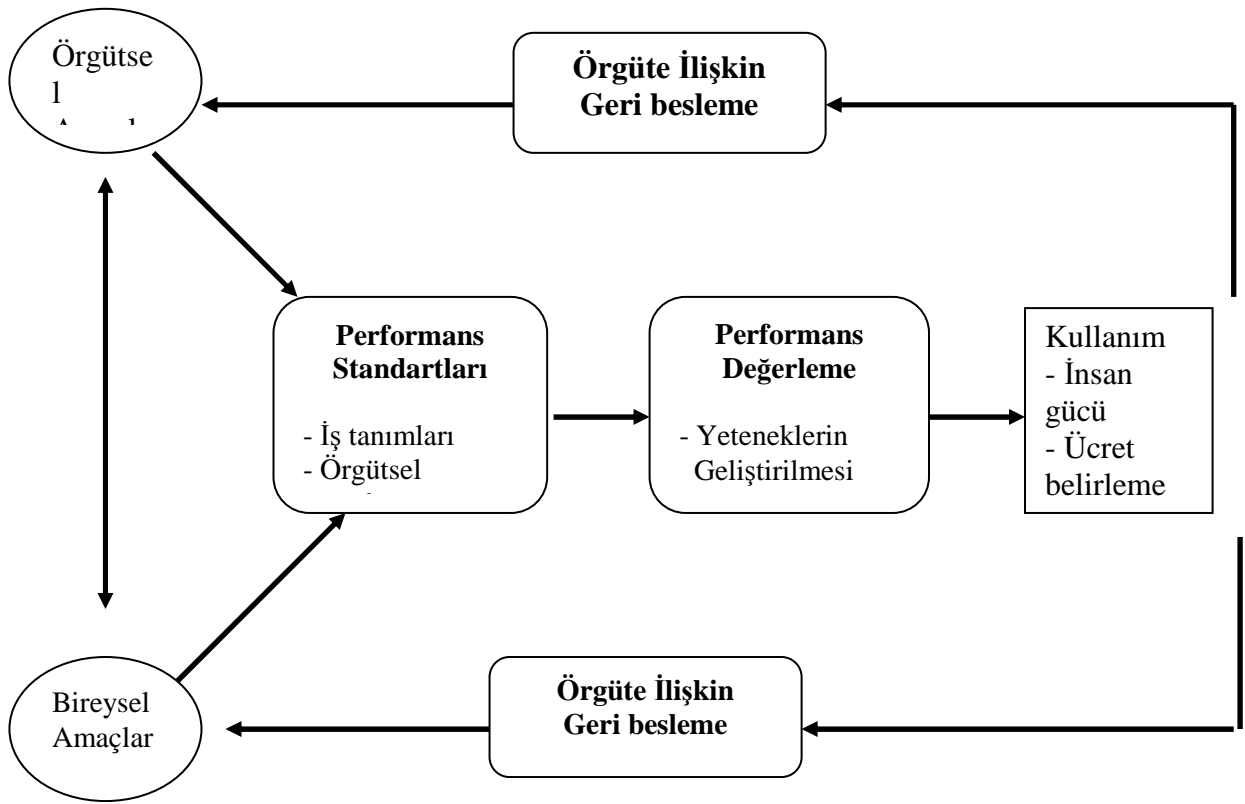 Örgütse
l
Örgüte İlişkin
Geri besleme
Performans
Standartları
- İş tanımları
- Örgütsel
Performans
Değerleme
- Yeteneklerin
Geliştirilmesi
Kullanım
- İnsan
gücü
- Ücret
belirleme
Bireysel
Amaçlar
Örgüte İlişkin
Geri besleme